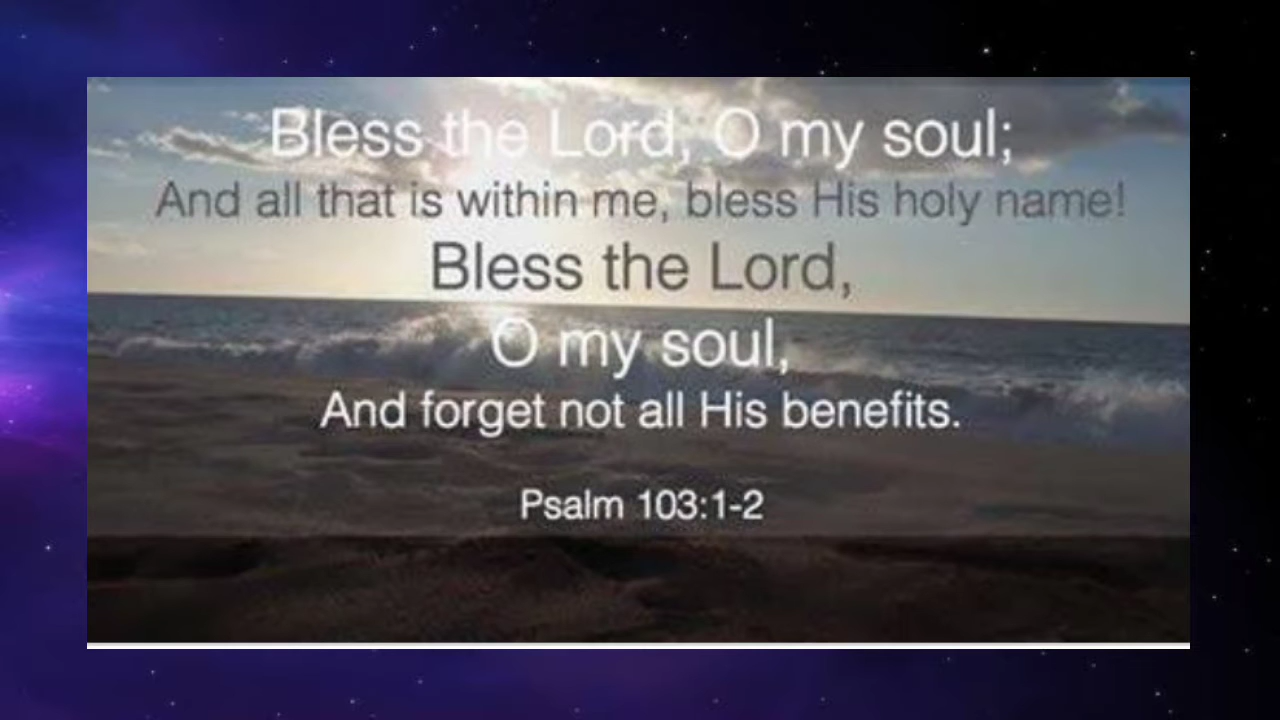 Bless the Lord, O my soul;
And all that is within me, bless His holy name!
Bless the Lord,
O my soul,
And forget not all His benefits.
Psalm 103:1-2